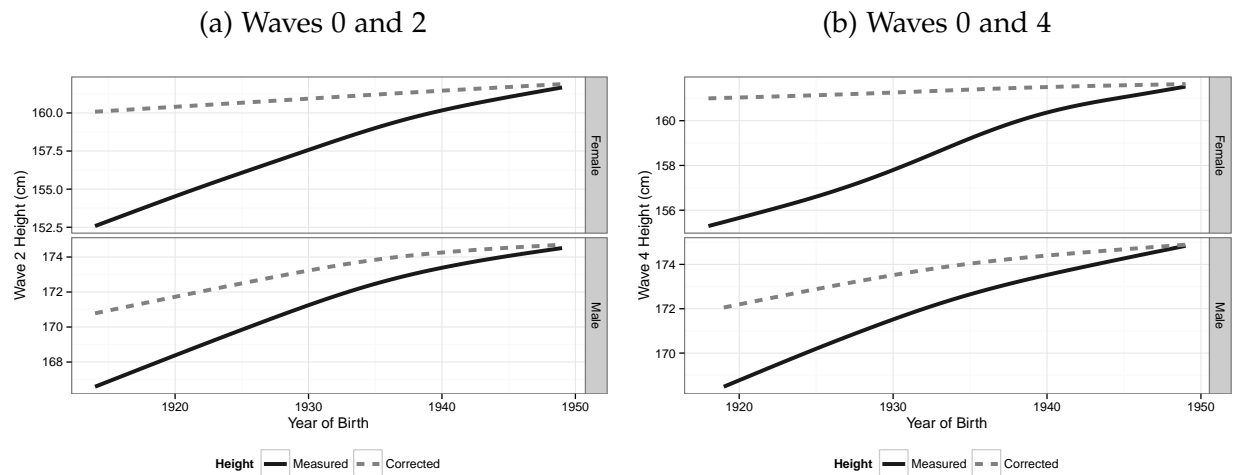 (a) Waves 0 and 2
Wave 2 Height (cm)
160.0
157.5
155.0
152.5
Female
174
172
170
168
Male
1920
1930
1940
1950
Year of Birth
Height Measured Corrected
(b) Waves 0 and 4
Wave 4 Height (cm)
160
158
156
Female
174
172
170
Male
1920
1930
1940
1950
Year of Birth
Height Measured Corrected